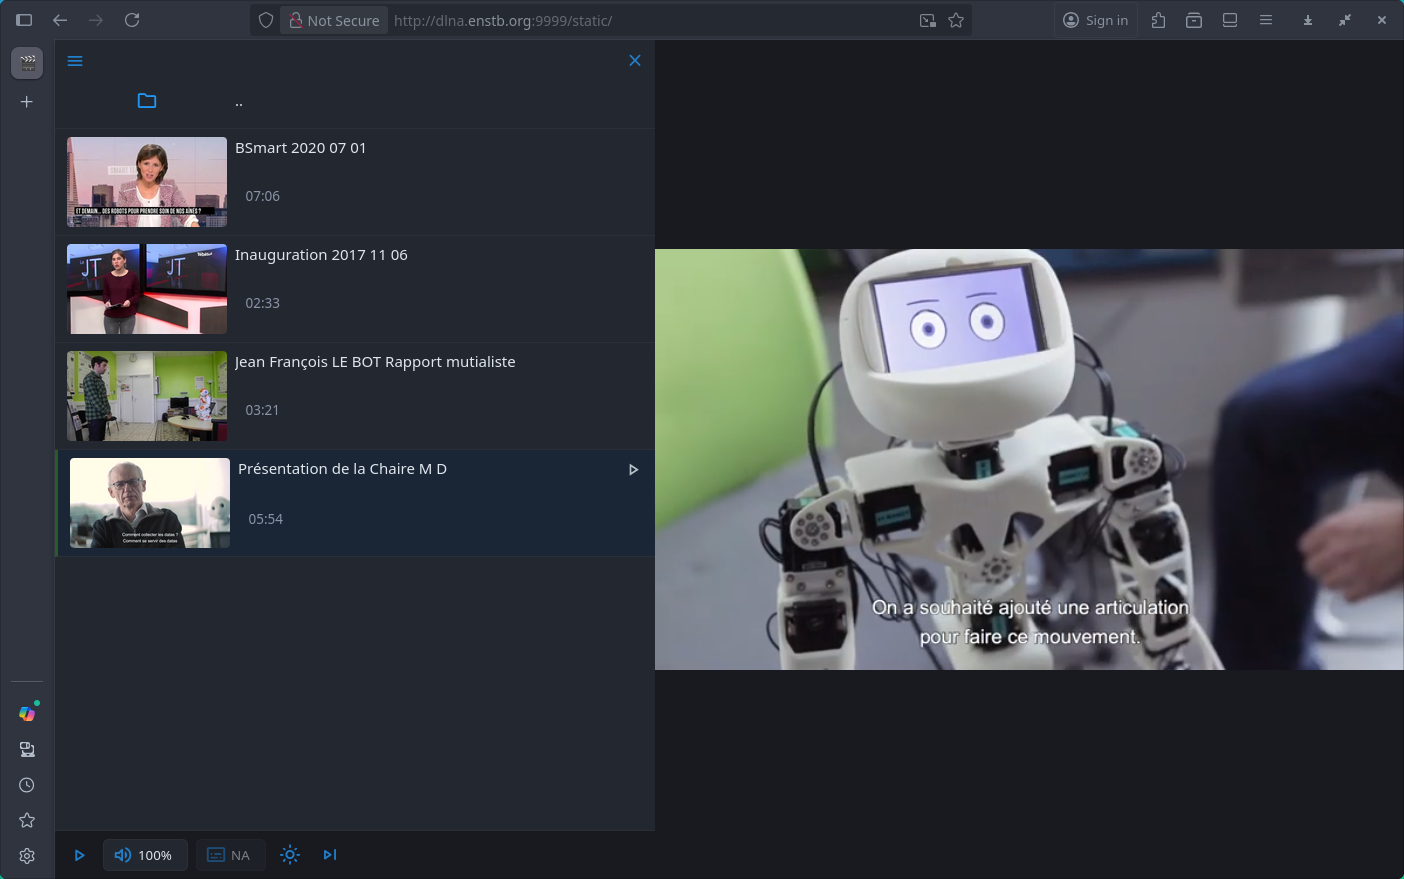 Not Secure
http://dlna.enstb.org:9999/static/
Sign in
..
BSmart 2020 07 01
07:06
ET DEMAIN... DES ROBOTS POUR PRENDRE SOIN DE NOS AÎNÉS ?
Inauguration 2017 11 06
02:33
JT
JT
Jean François LE BOT Rapport mutualiste
03:21
Présentation de la Chaire M D
05:54
Comment collecter les datas ?
Comment se servir des datas
On a souhaité ajouté une articulation
pour faire ce mouvement.
100%
NA